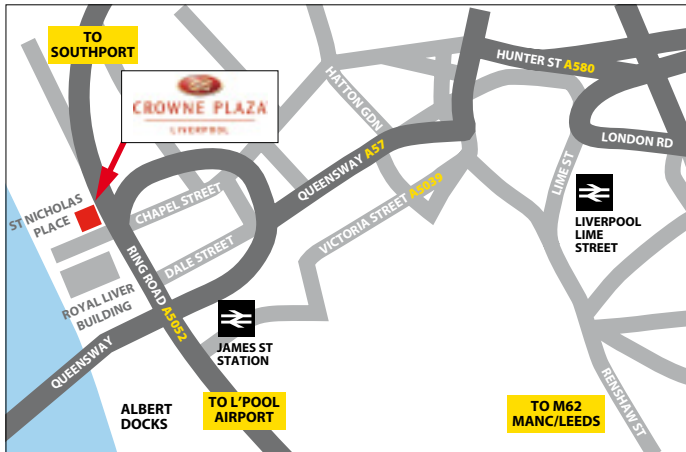 TO
SOUTHPORT
CROWNE PLAZA
LIVERPOOL
HUNTER ST A580
HATTON GDN
LONDON RD
QUEENSWAY A57
LIME ST
VICTORIA STREET A5039
CHAPEL STREET
ST NICHOLAS
PLACE
LIVERPOOL
LIME
STREET
DALE STREET
RING ROAD A5052
ROYAL LIVER
BUILDING
JAMES ST
STATION
QUEENSWAY
RENSHAW ST
ALBERT
DOCKS
TO L'POOL
AIRPORT
TO M62
MANC/LEEDS